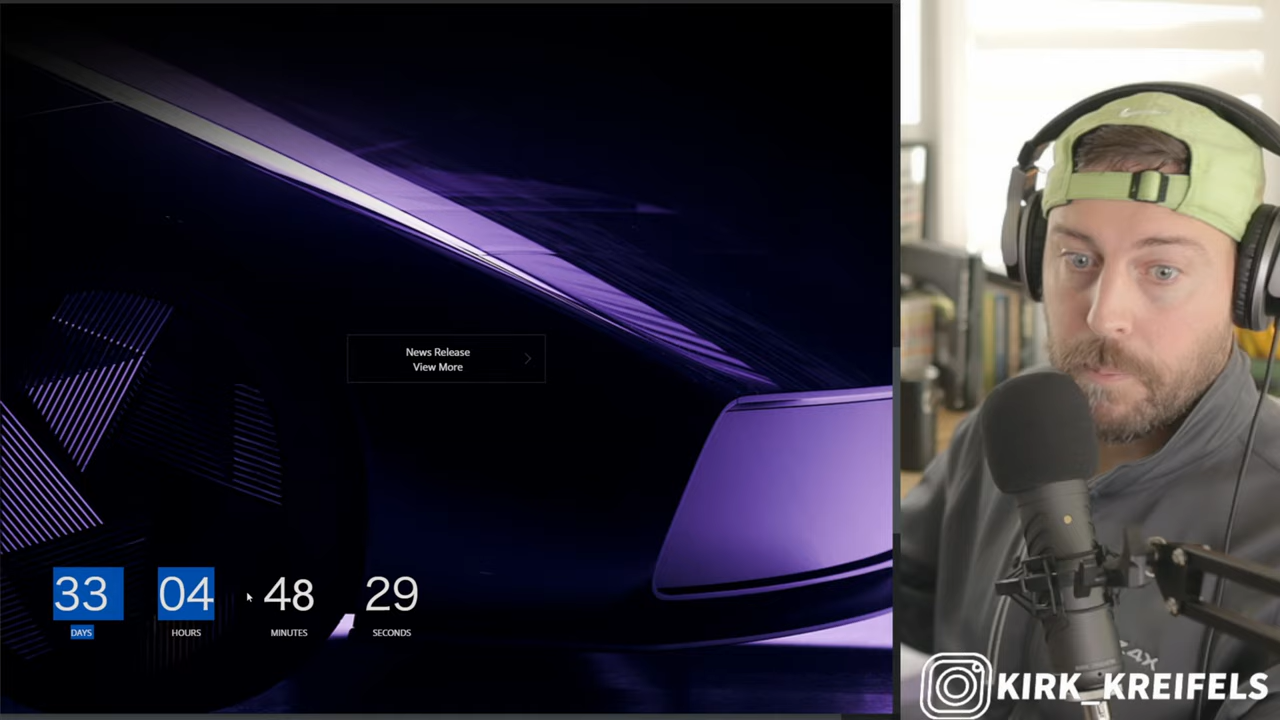 News Release
View More
33 04 48 29
DAYS HOURS MINUTES SECONDS
KIRK_KREIFELS